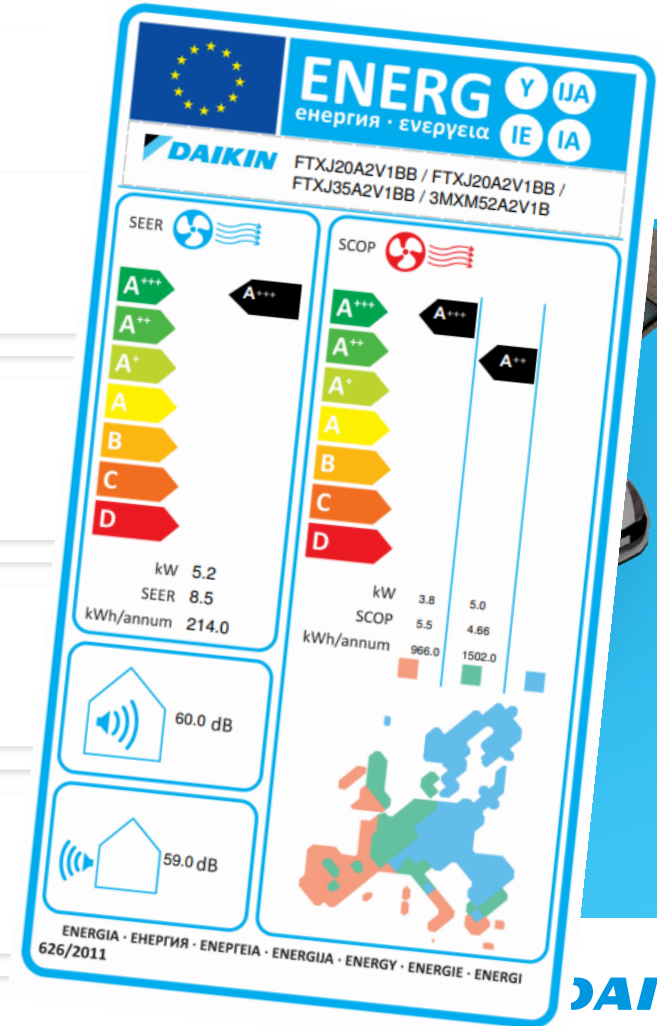 ENERG Y IJA
енергия · ενεργεια IE IA
DAIKIN
FTXJ20A2V1BB / FTXJ20A2V1BB /
FTXJ35A2V1BB / 3MXM52A2V1B
SEER
A+++
A+++
A++
A+
A
B
C
D
kW 5.2
SEER 8.5
kWh/annum 214.0
SCOP
A+++
A+++
A++
A++
A+
A
B
C
D
kW 3.8 5.0
SCOP 5.5 4.66
kWh/annum 966.0 1502.0
60.0 dB
59.0 dB
ENERGIA · ЕНЕРГИЯ · ΕΝΕΡΓΕΙΑ · ENERGIJA · ENERGY · ENERGIE · ENERGI
626/2011